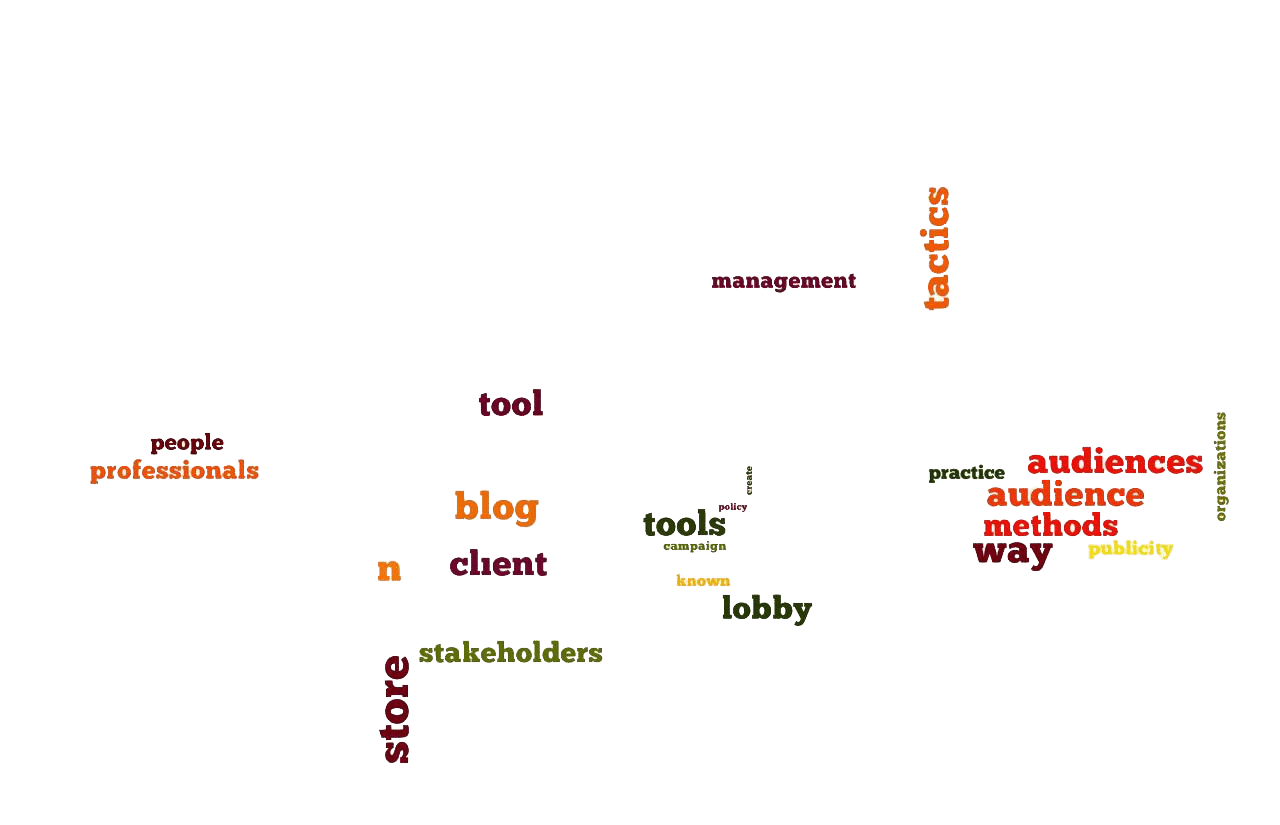 tactics
management
tool
people
professionals
audiences
organizations
practice
create
audience
blog
policy
tools
methods
campaign
way
publicity
client
n
known
lobby
stakeholders
store